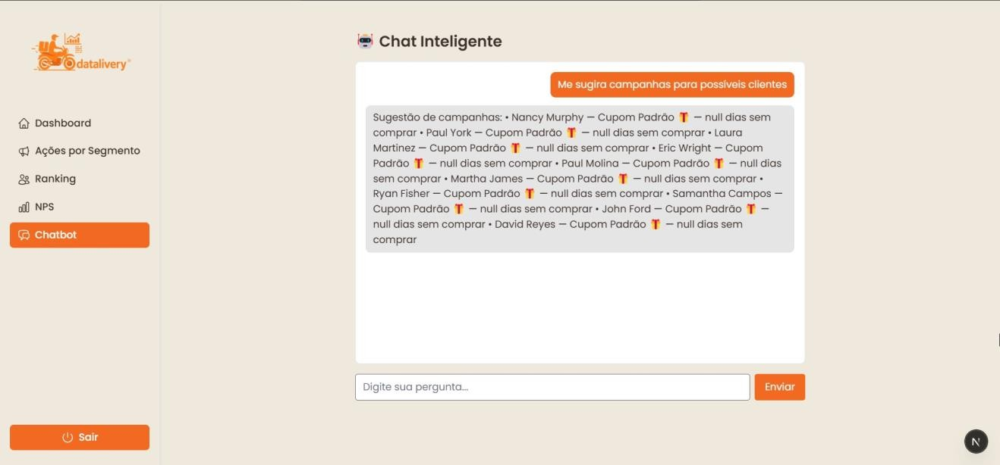 datalivery®
Dashboard
Ações por Segmento
Ranking
NPS
Chatbot
Sair
🤖 Chat Inteligente
Me sugira campanhas para possíveis clientes
Sugestão de campanhas: • Nancy Murphy — Cupom Padrão 🎁 — null dias sem
comprar • Paul York — Cupom Padrão 🎁 — null dias sem comprar • Laura
Martinez — Cupom Padrão 🎁 — null dias sem comprar • Eric Wright — Cupom
Padrão 🎁 — null dias sem comprar • Paul Molina — Cupom Padrão 🎁 — null dias
sem comprar • Martha James — Cupom Padrão 🎁 — null dias sem comprar •
Ryan Fisher — Cupom Padrão 🎁 — null dias sem comprar • Samantha Campos —
Cupom Padrão 🎁 — null dias sem comprar • John Ford — Cupom Padrão 🎁 —
null dias sem comprar • David Reyes — Cupom Padrão 🎁 — null dias sem
comprar
Digite sua pergunta...
Enviar
N